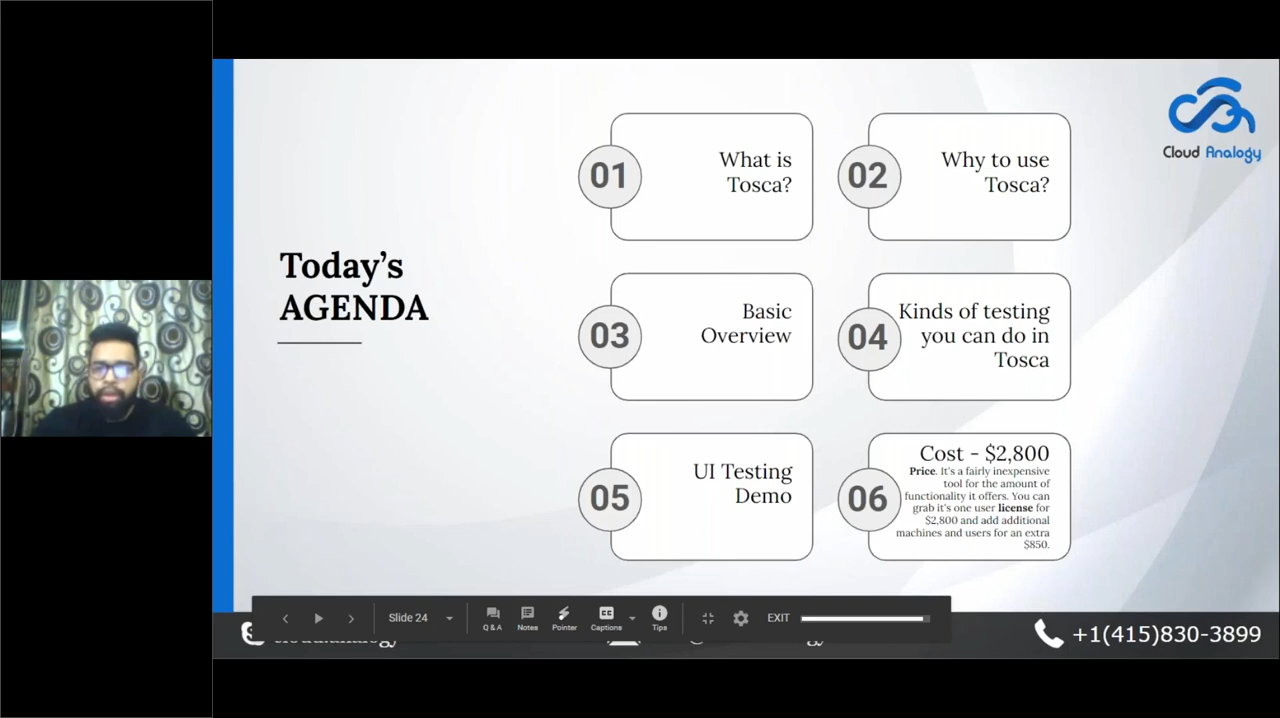 Cloud Analogy
Today's
AGENDA
01
What is
Tosca?
02
Why to use
Tosca?
03
Basic
Overview
04
Kinds of testing
you can do in
Tosca
05
UI Testing
Demo
06
Cost - $2,800
Price. It's a fairly inexpensive
tool for the amount of
functionality it offers. You can
grab it's one user license for
$2,800 and add additional
machines and users for an extra
$850.
Slide 24
Q & A
Notes
Pointer
CC
Captions
Tips
EXIT
+1(415)830-3899